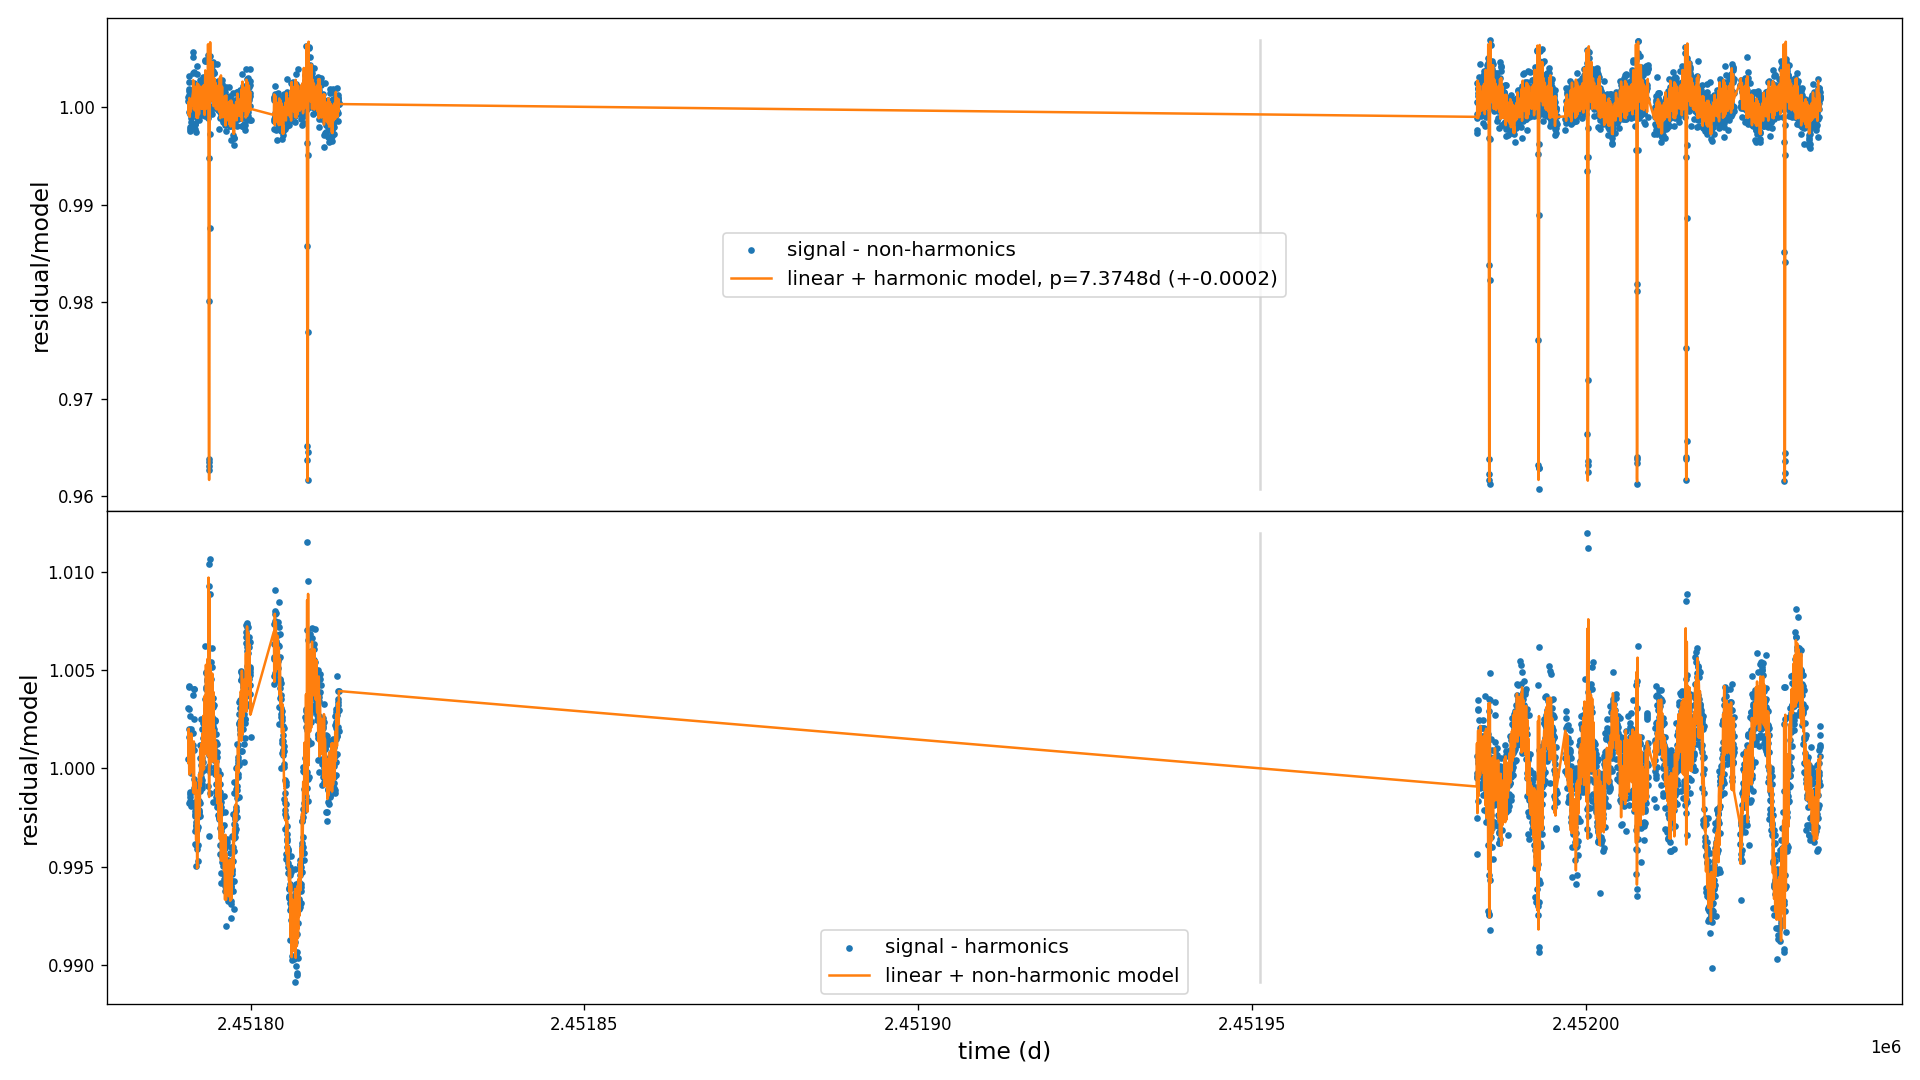 1.00
0.99
0.98
0.97
0.96
residual/model
signal - non-harmonics
linear + harmonic model, p=7.3748d (+-0.0002)
1.010
1.005
1.000
0.995
0.990
residual/model
signal - harmonics
linear + non-harmonic model
2.45180 2.45185 2.45190 2.45195 2.45200
time (d)
1e6